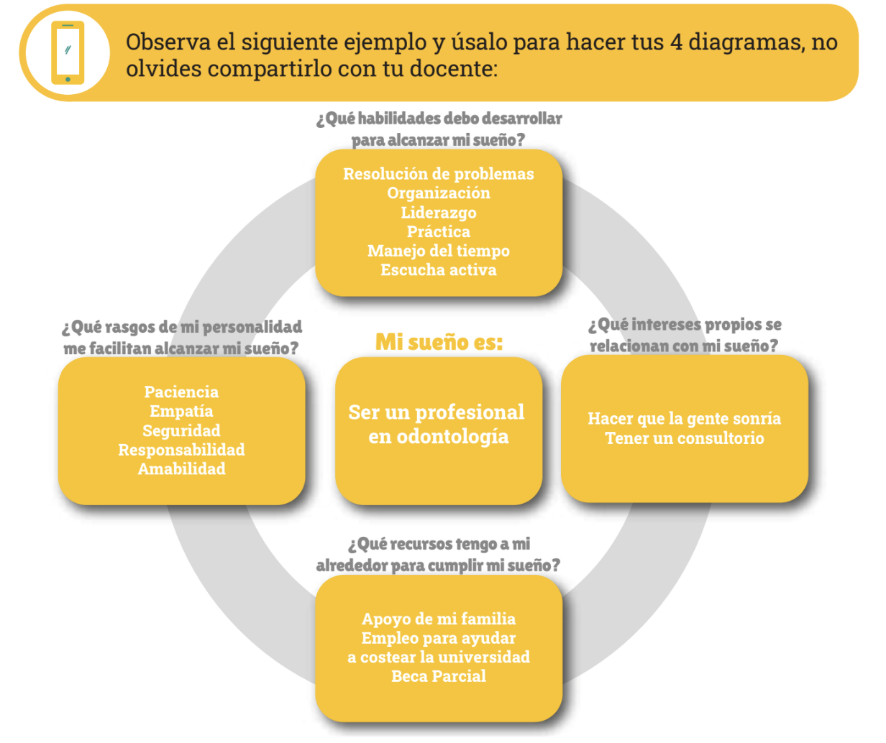 Observa el siguiente ejemplo y úsalo para hacer tus 4 diagramas, no
olvides compartirlo con tu docente:
¿Qué habilidades debo desarrollar
para alcanzar mi sueño?
Resolución de problemas
Organización
Liderazgo
Práctica
Manejo del tiempo
Escucha activa
¿Qué rasgos de mi personalidad
me facilitan alcanzar mi sueño?
Paciencia
Empatía
Seguridad
Responsabilidad
Amabilidad
Mi sueño es:
Ser un profesional
en odontología
¿Qué intereses propios se
relacionan con mi sueño?
Hacer que la gente sonría
Tener un consultorio
¿Qué recursos tengo a mi
alrededor para cumplir mi sueño?
Apoyo de mi familia
Empleo para ayudar
a costear la universidad
Beca Parcial